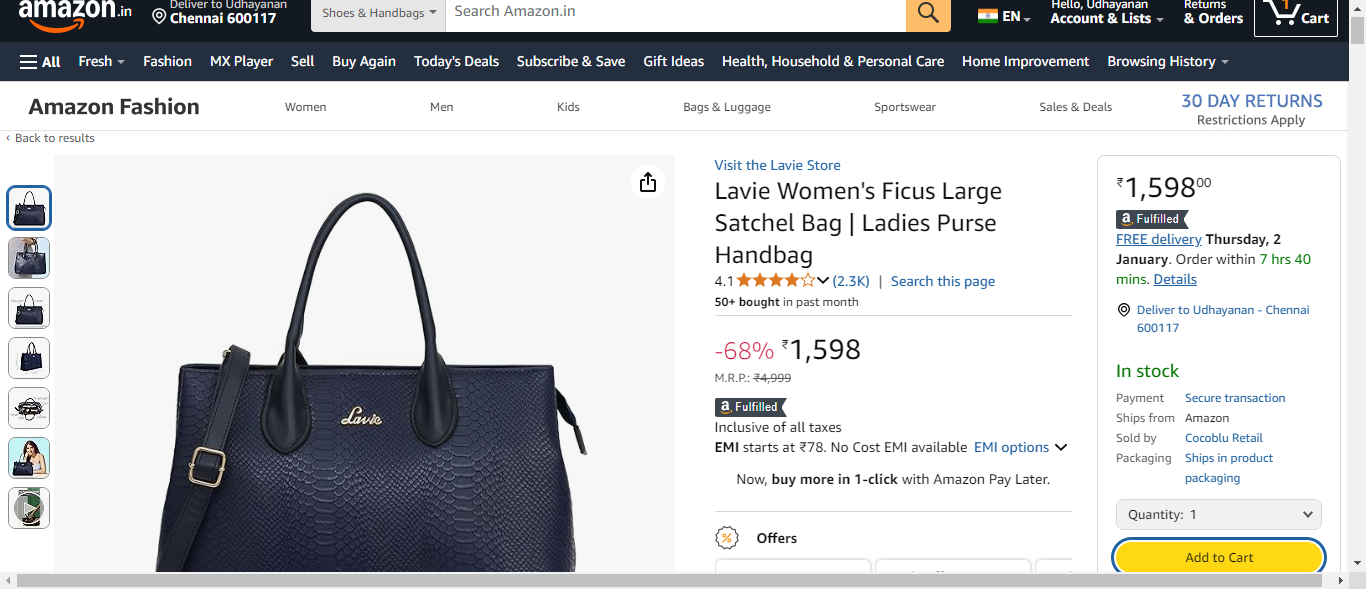 amazon.in
Deliver to Udhayanan
Chennai 600117
Shoes & Handbags
Search Amazon.in
EN
Hello, Udhayanan
Account & Lists
Returns
& Orders
1
Cart
All
Fresh
Fashion
MX Player
Sell
Buy Again
Today's Deals
Subscribe & Save
Gift Ideas
Health, Household & Personal Care
Home Improvement
Browsing History
Amazon Fashion
Women
Men
Kids
Bags & Luggage
Sportswear
Sales & Deals
30 DAY RETURNS
Restrictions Apply
‹ Back to results
Lavie
Visit the Lavie Store
Lavie Women's Ficus Large
Satchel Bag | Ladies Purse
Handbag
4.1 (2.3K) | Search this page
50+ bought in past month
-68% ₹1,598
M.R.P.: ₹4,999
a Fulfilled
Inclusive of all taxes
EMI starts at ₹78. No Cost EMI available EMI options
Now, buy more in 1-click with Amazon Pay Later.
% Offers
₹1,59800
a Fulfilled
FREE delivery Thursday, 2
January. Order within 7 hrs 40
mins. Details
Deliver to Udhayanan - Chennai
600117
In stock
Payment Secure transaction
Ships from Amazon
Sold by Cocoblu Retail
Packaging Ships in product
packaging
Quantity: 1
Add to Cart